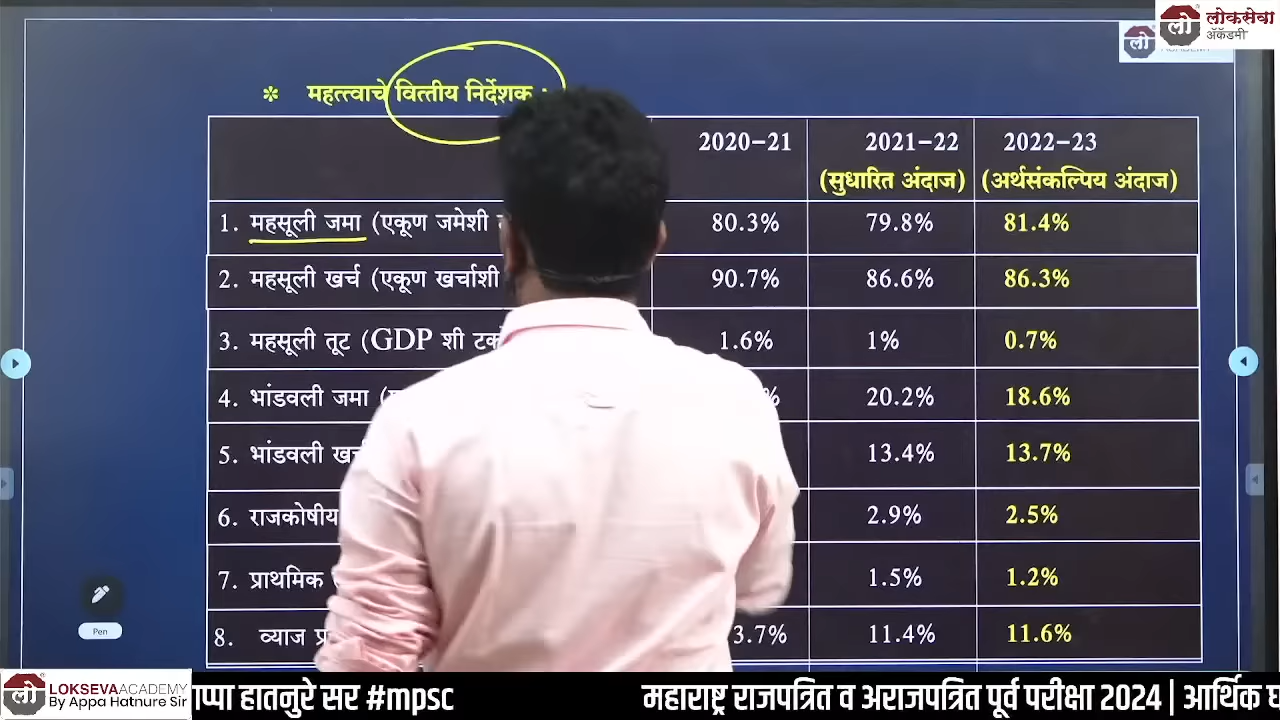 लोकसेवा
अ‍ॅकॅडमी
* महत्त्वाचे वित्तीय निर्देशक :
2020-21 2021-22 2022-23
(सुधारित अंदाज) (अर्थसंकल्पिय अंदाज)
1. महसूली जमा (एकूण जमेशी 80.3% 79.8% 81.4%
2. महसूली खर्च (एकूण खर्चाशी 90.7% 86.6% 86.3%
3. महसूली तूट (GDP शी 1.6% 1% 0.7%
4. भांडवली जमा 20.2% 18.6%
5. भांडवली 13.4% 13.7%
6. राजकोषीय 2.9% 2.5%
7. प्राथमिक 1.5% 1.2%
8. व्याज 3.7% 11.4% 11.6%
Pen
लो LOKSEVA ACADEMY
By Appa Hatnure Sir
हातनुरे सर #mpsc महाराष्ट्र राजपत्रित व अराजपत्रित पूर्व परीक्षा 2024 | आर्थिक